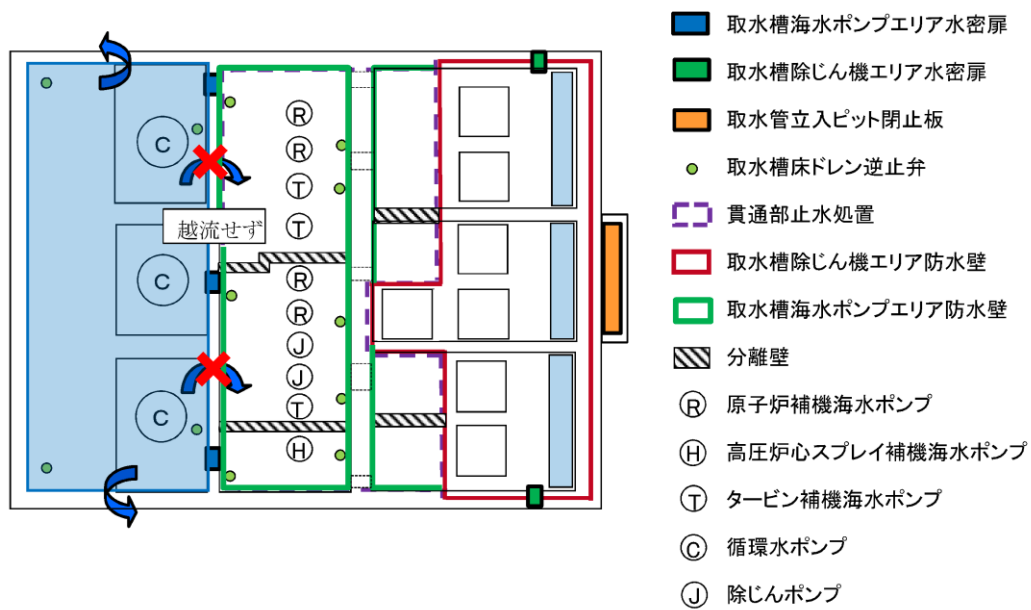 取水槽海水ポンプエリア水密扉
取水槽除じん機エリア水密扉
取水管立入ピット閉止板
取水槽床ドレン逆止弁
貫通部止水処置
取水槽除じん機エリア防水壁
取水槽海水ポンプエリア防水壁
分離壁
R 原子炉補機海水ポンプ
H 高圧炉心スプレイ補機海水ポンプ
T タービン補機海水ポンプ
C 循環水ポンプ
J 除じんポンプ
越流せず
C
C
C
R
R
T
T
R
R
J
J
T
H